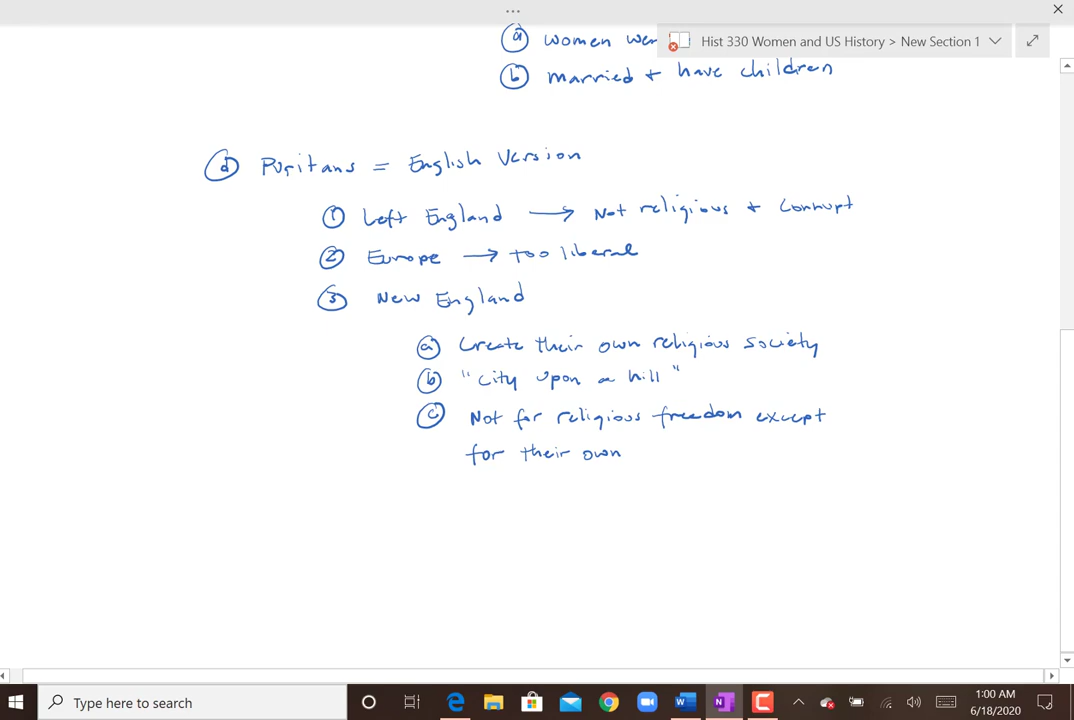 ⓐ women wer
Hist 330 Women and US History > New Section 1
ⓑ married + have children
ⓓ Puritans = English Version
① Left England → Not religious + corrupt
② Europe → too liberal
③ New England
ⓐ Create their own religious society
ⓑ "City upon a hill"
ⓒ Not for religious freedom except
for their own
Type here to search
1:00 AM
6/18/2020